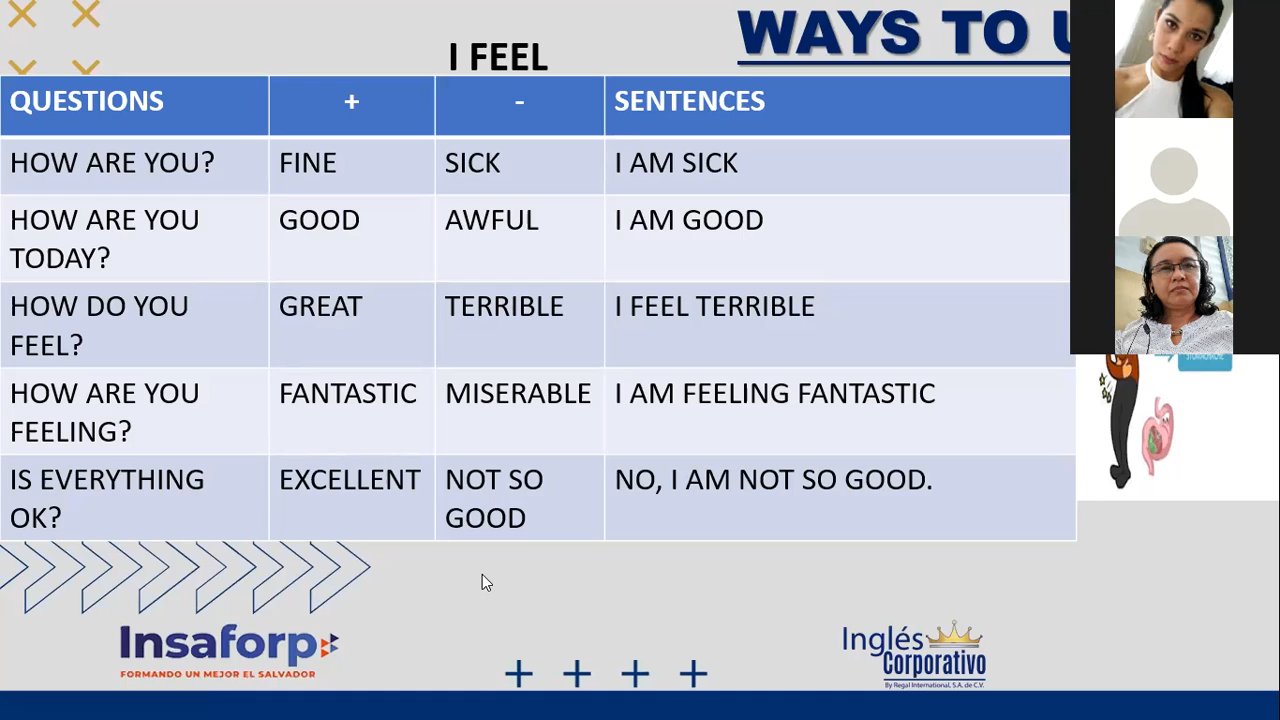 WAYS TO
I FEEL
QUESTIONS + - SENTENCES
HOW ARE YOU? FINE SICK I AM SICK
HOW ARE YOU TODAY? GOOD AWFUL I AM GOOD
HOW DO YOU FEEL? GREAT TERRIBLE I FEEL TERRIBLE
HOW ARE YOU FEELING? FANTASTIC MISERABLE I AM FEELING FANTASTIC
IS EVERYTHING OK? EXCELLENT NOT SO GOOD NO, I AM NOT SO GOOD.
Insaforp
FORMANDO UN MEJOR EL SALVADOR
Inglés
Corporativo
By Regal International, S.A. de C.V.